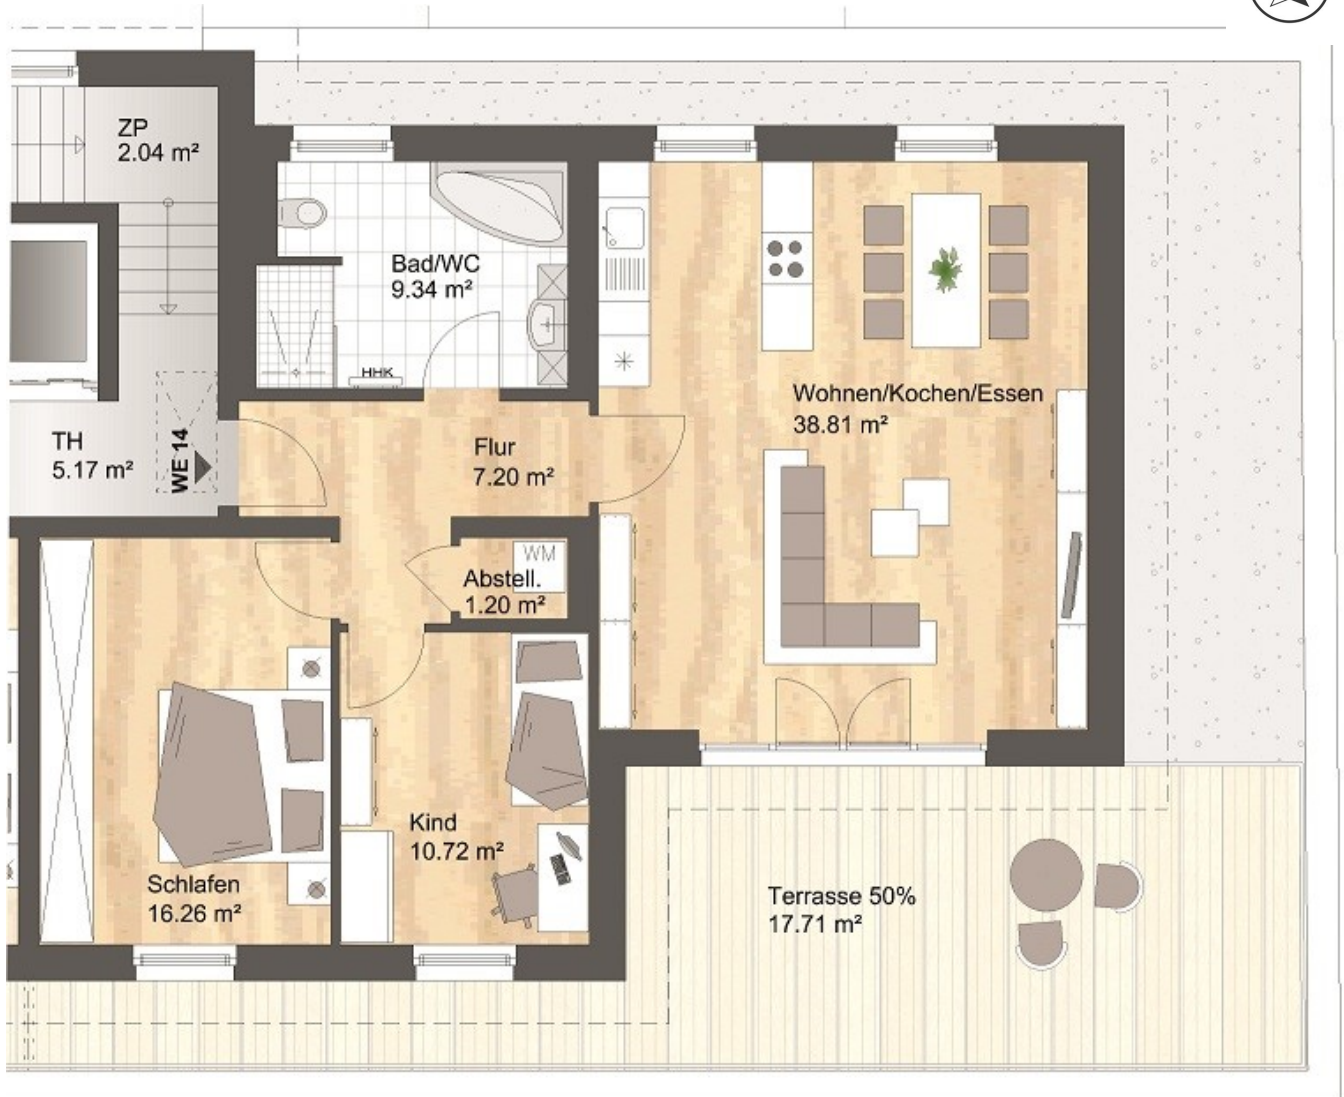 ZP
2.04 m²
Bad/WC
9.34 m²
HHK
Wohnen/Kochen/Essen
38.81 m²
TH
5.17 m²
WE 14
Flur
7.20 m²
WM
Abstell.
1.20 m²
Kind
10.72 m²
Schlafen
16.26 m²
Terrasse 50%
17.71 m²